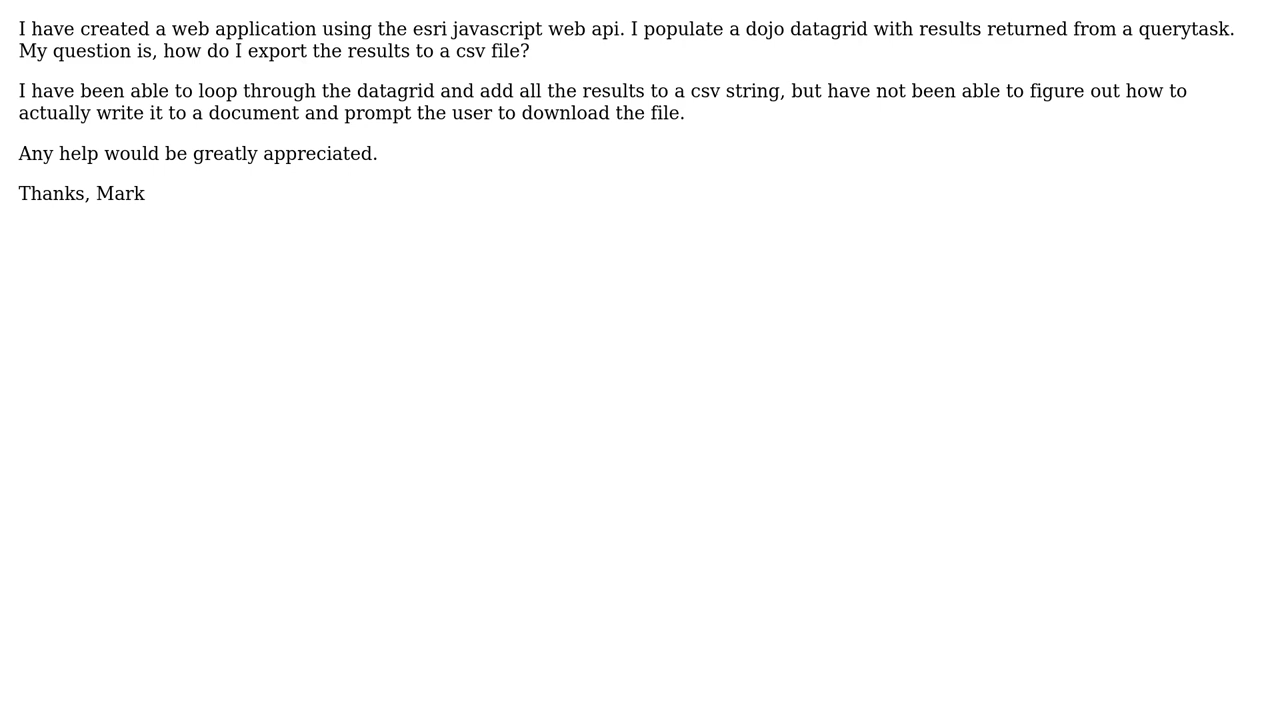 I have created a web application using the esri javascript web api. I populate a dojo datagrid with results returned from a querytask.
My question is, how do I export the results to a csv file?
I have been able to loop through the datagrid and add all the results to a csv string, but have not been able to figure out how to
actually write it to a document and prompt the user to download the file.
Any help would be greatly appreciated.
Thanks, Mark